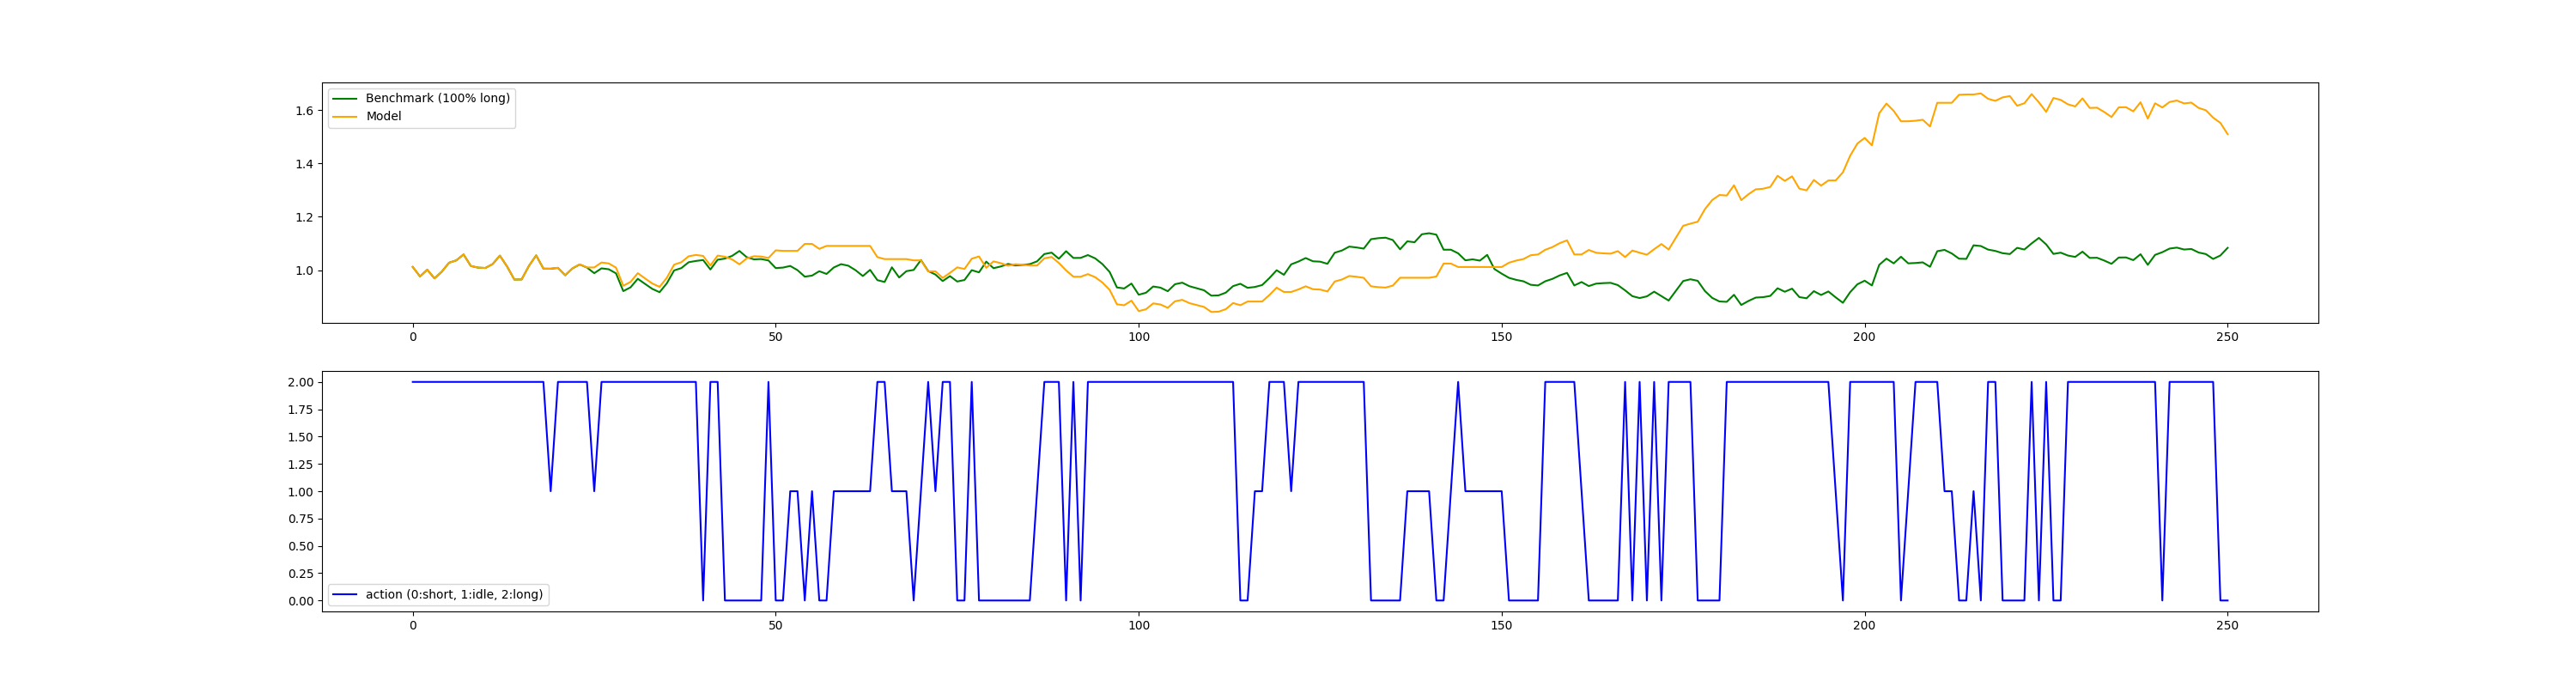 Benchmark (100% long)
Model
1.6
1.4
1.2
1.0
0 50 100 150 200 250
2.00
1.75
1.50
1.25
1.00
0.75
0.50
0.25
0.00
action (0:short, 1:idle, 2:long)
0 50 100 150 200 250